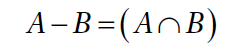 A − B = (A ∩ B)